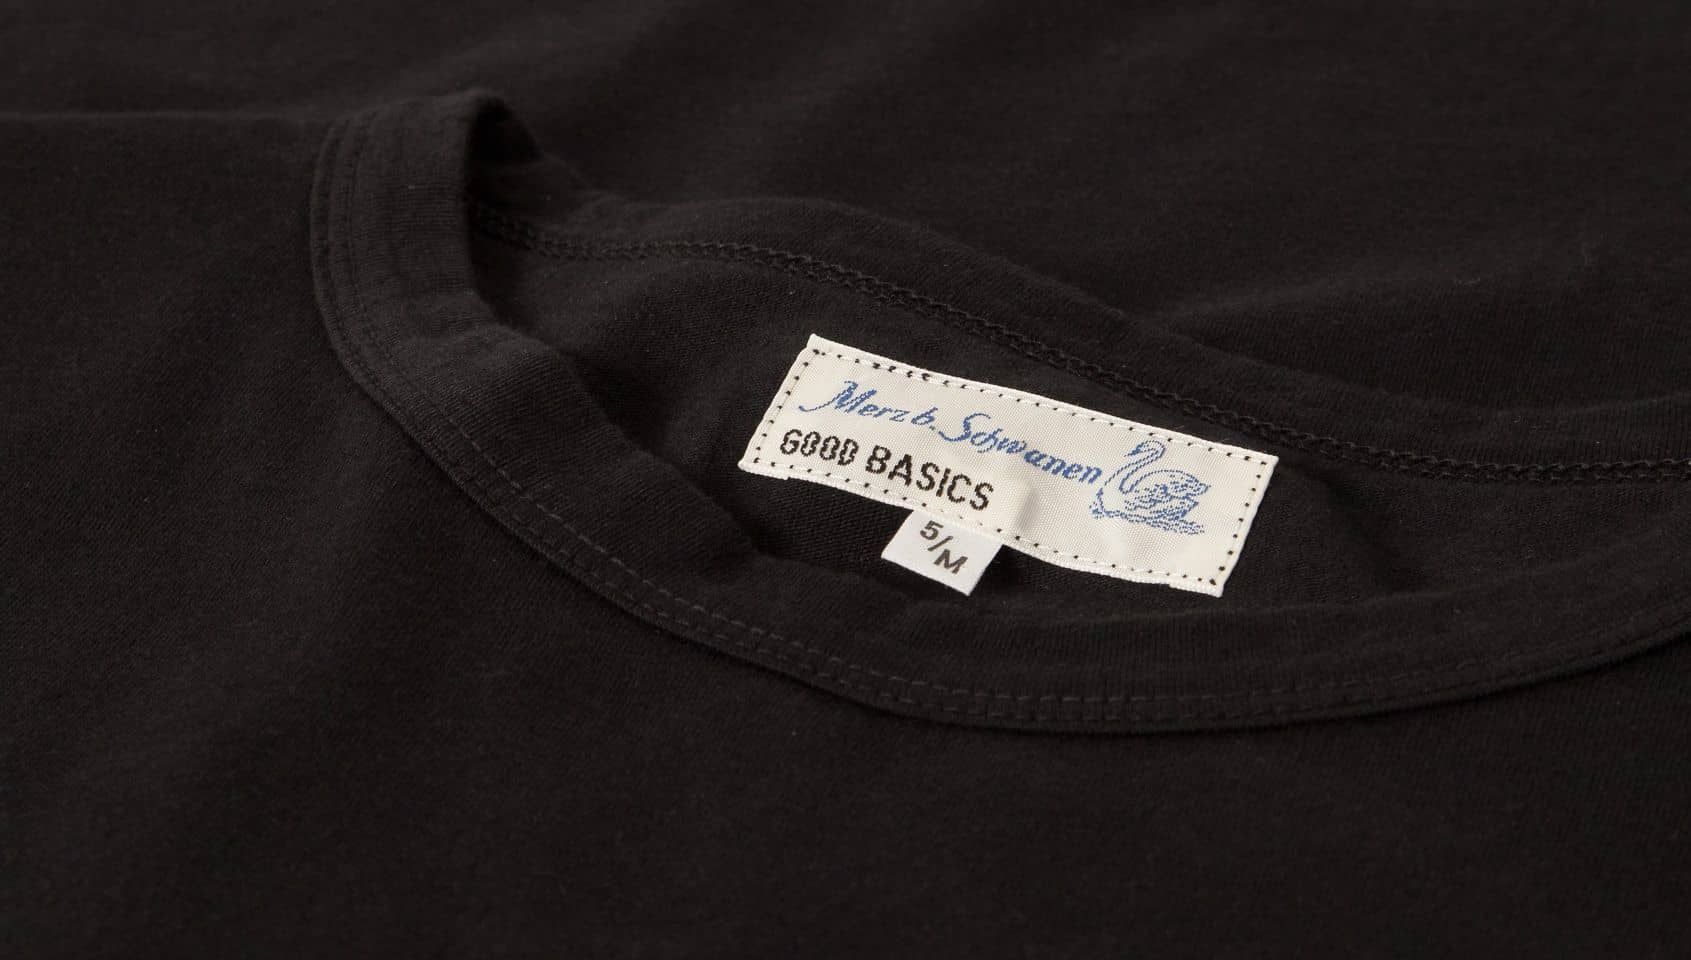 Merz b. Schwanen
GOOD BASICS
5/M